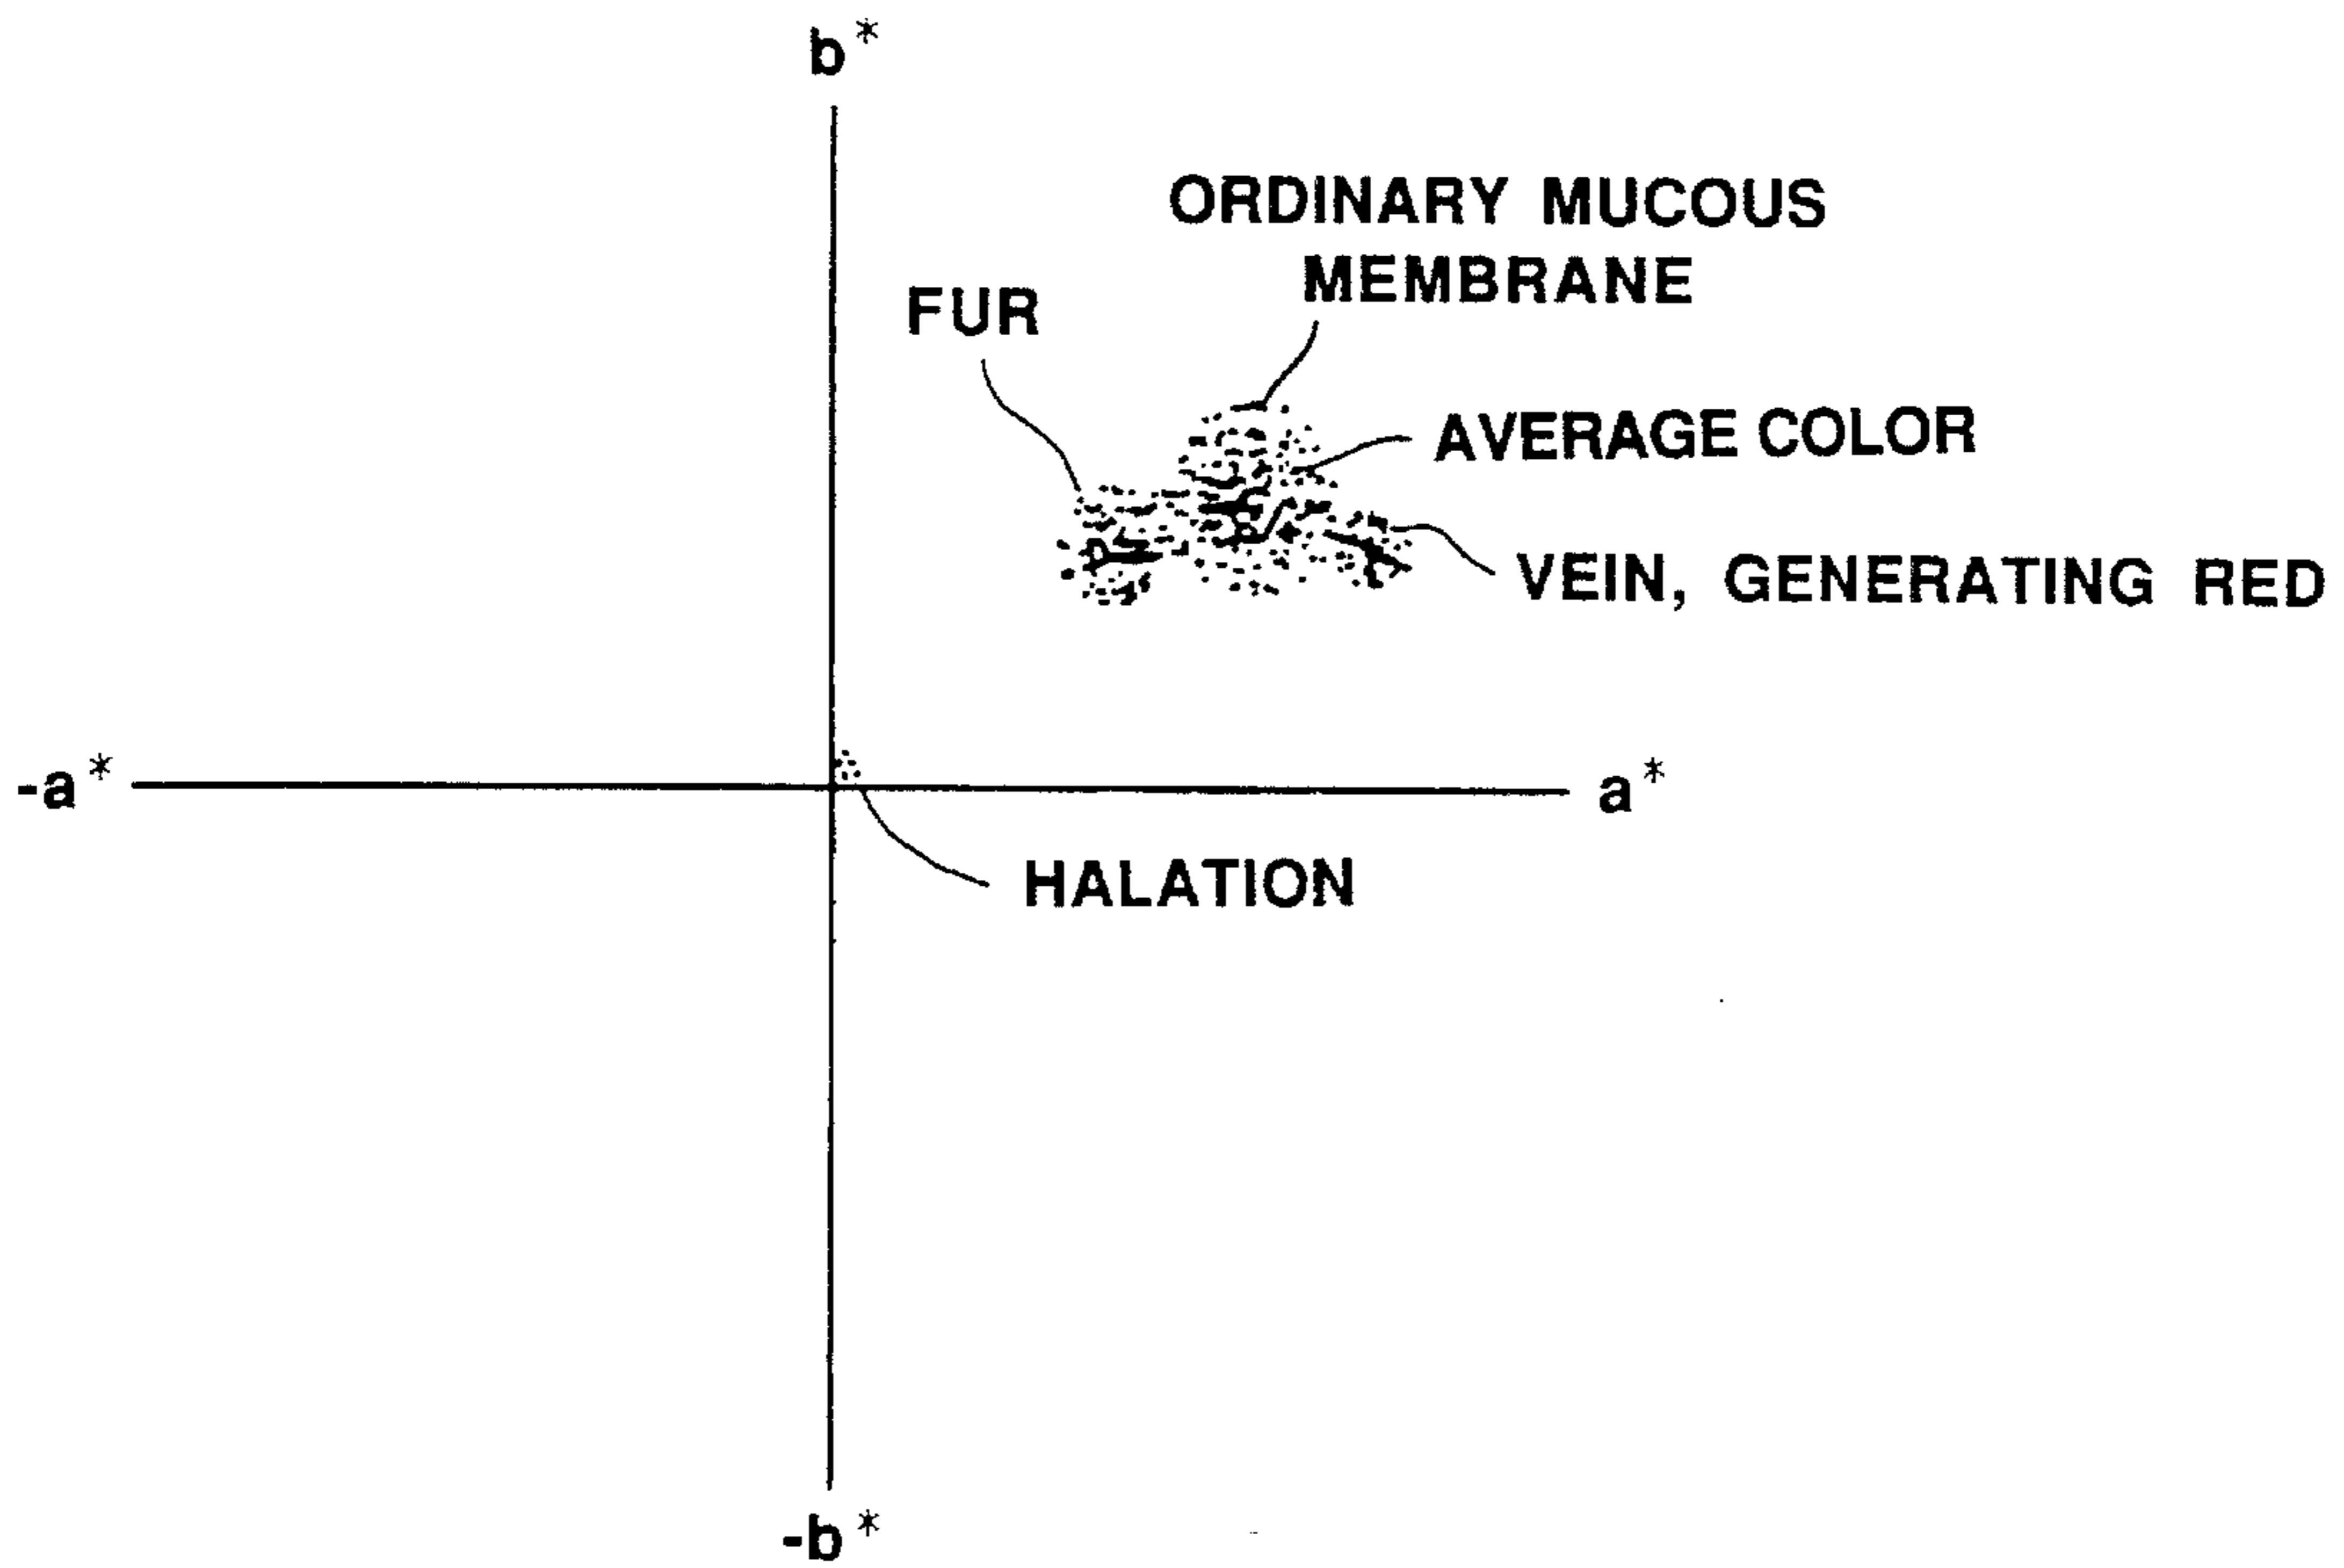 b*
ORDINARY MUCOUS
MEMBRANE
FUR
AVERAGE COLOR
VEIN, GENERATING RED
-a*
a*
HALATION
-b*